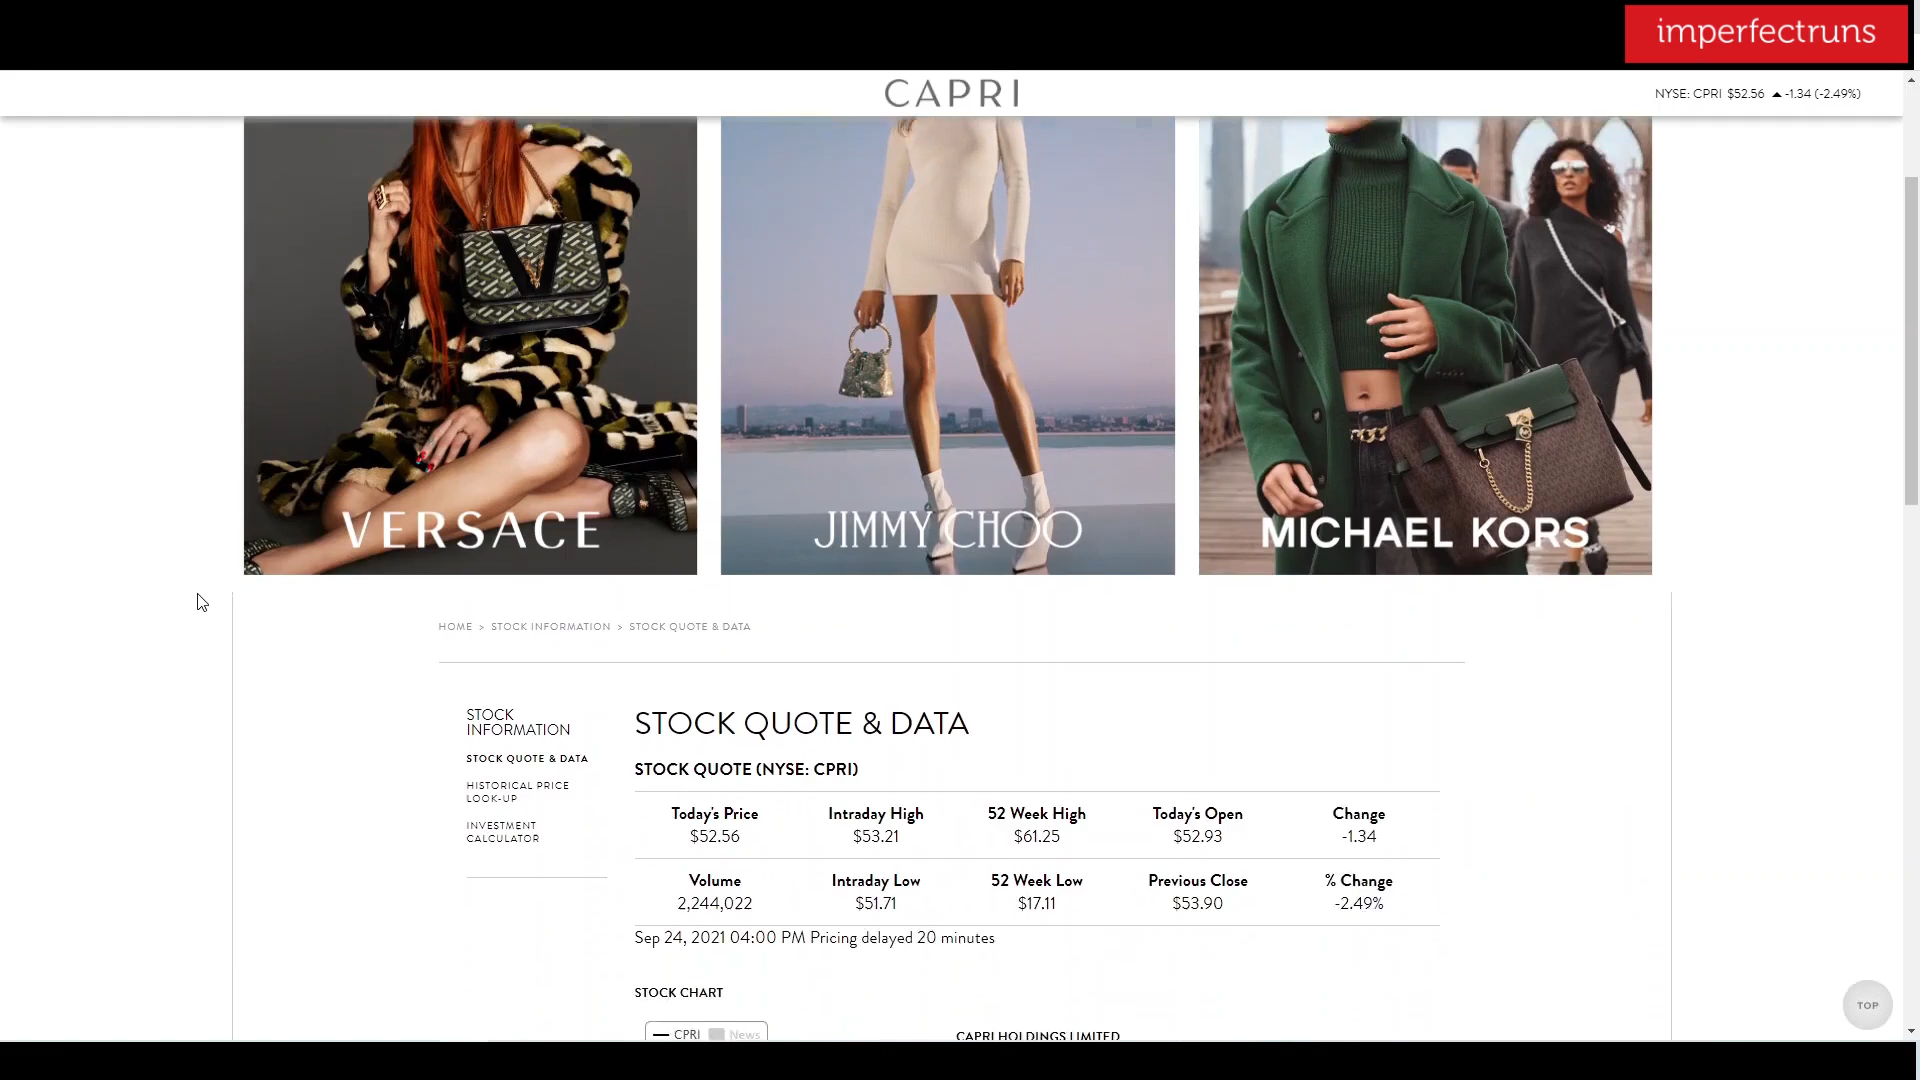 imperfectruns
CAPRI
NYSE: CPRI $52.56 ▲ -1.34 (-2.49%)
VERSACE
JIMMY CHOO
MICHAEL KORS
HOME > STOCK INFORMATION > STOCK QUOTE & DATA
STOCK
INFORMATION
STOCK QUOTE & DATA
HISTORICAL PRICE
LOOK-UP
INVESTMENT
CALCULATOR
STOCK QUOTE & DATA
STOCK QUOTE (NYSE: CPRI)
Today's Price Intraday High 52 Week High Today's Open Change
$52.56 $53.21 $61.25 $52.93 -1.34
Volume Intraday Low 52 Week Low Previous Close % Change
2,244,022 $51.71 $17.11 $53.90 -2.49%
Sep 24, 2021 04:00 PM Pricing delayed 20 minutes
STOCK CHART
CPRI News
CAPRI HOLDINGS LIMITED
TOP